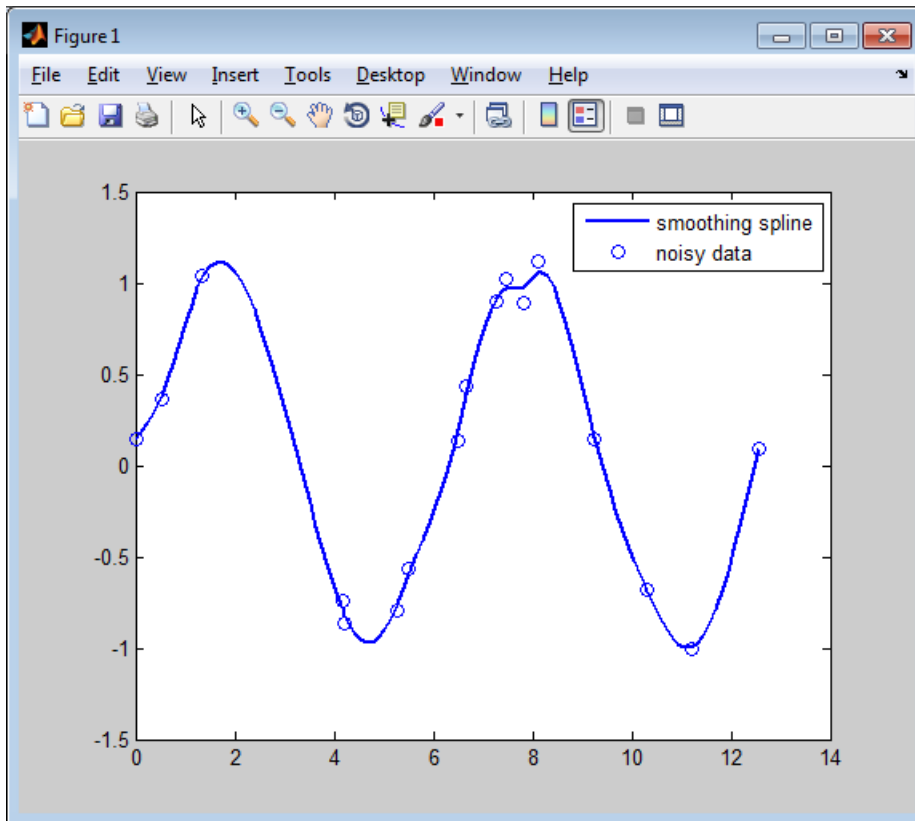 Figure 1
File Edit View Insert Tools Desktop Window Help
1.5
1
0.5
0
-0.5
-1
-1.5
0 2 4 6 8 10 12 14
smoothing spline
noisy data